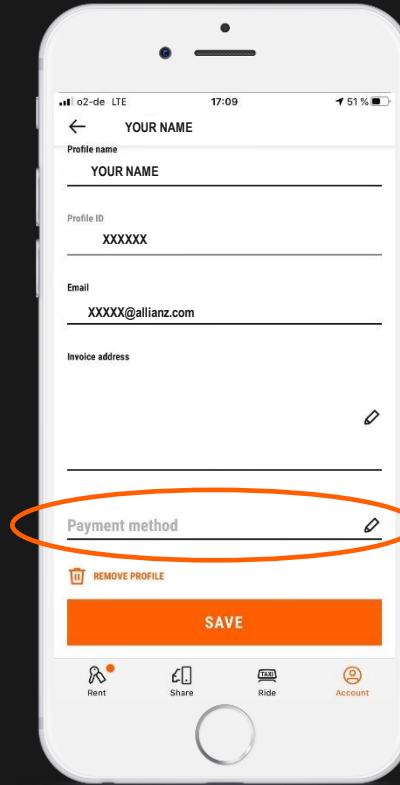 o2-de LTE 17:09 51 %
YOUR NAME
Profile name
YOUR NAME
Profile ID
XXXXXX
Email
XXXXX@allianz.com
Invoice address
Payment method
REMOVE PROFILE
SAVE
TAXI
Rent Share Ride Account